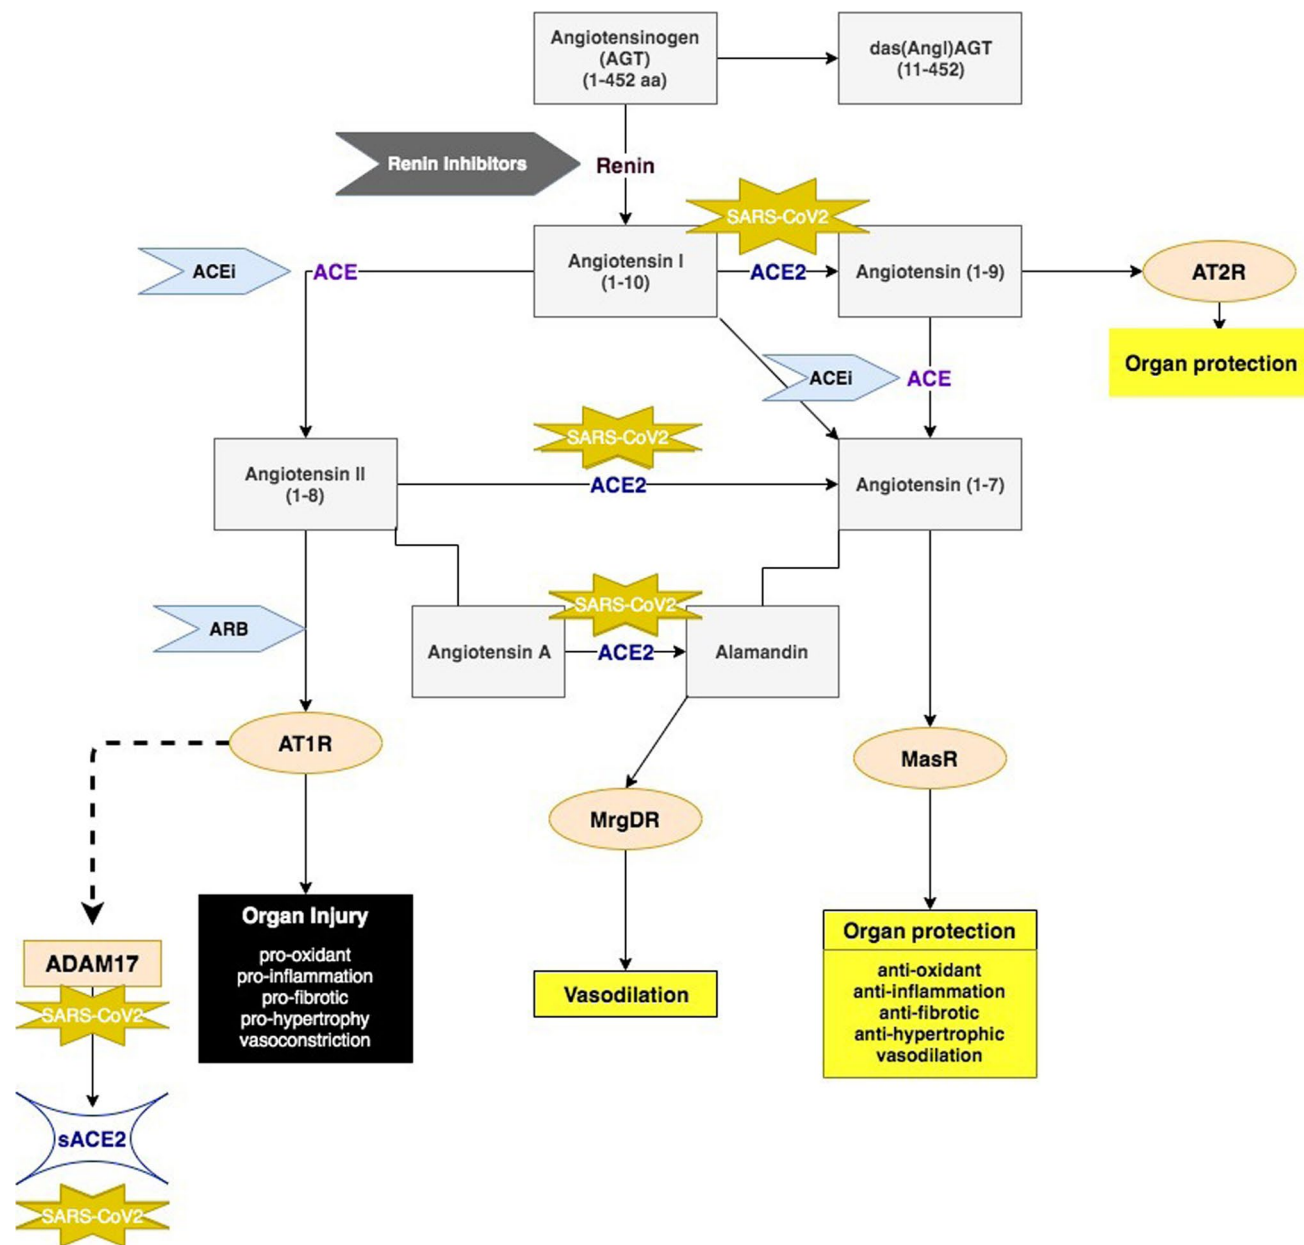 Angiotensinogen
(AGT)
(1-452 aa)
das(AngI)AGT
(11-452)
Renin Inhibitors
Renin
SARS-CoV2
ACEi
ACE
Angiotensin I
(1-10)
ACE2
Angiotensin (1-9)
AT2R
Organ protection
ACEi
ACE
SARS-CoV2
Angiotensin II
(1-8)
ACE2
Angiotensin (1-7)
SARS-CoV2
ARB
Angiotensin A
ACE2
Alamandin
AT1R
MasR
MrgDR
Organ Injury
pro-oxidant
pro-inflammation
pro-fibrotic
pro-hypertrophy
vasoconstriction
Vasodilation
Organ protection
anti-oxidant
anti-inflammation
anti-fibrotic
anti-hypertrophic
vasodilation
ADAM17
SARS-CoV2
sACE2
SARS-CoV2